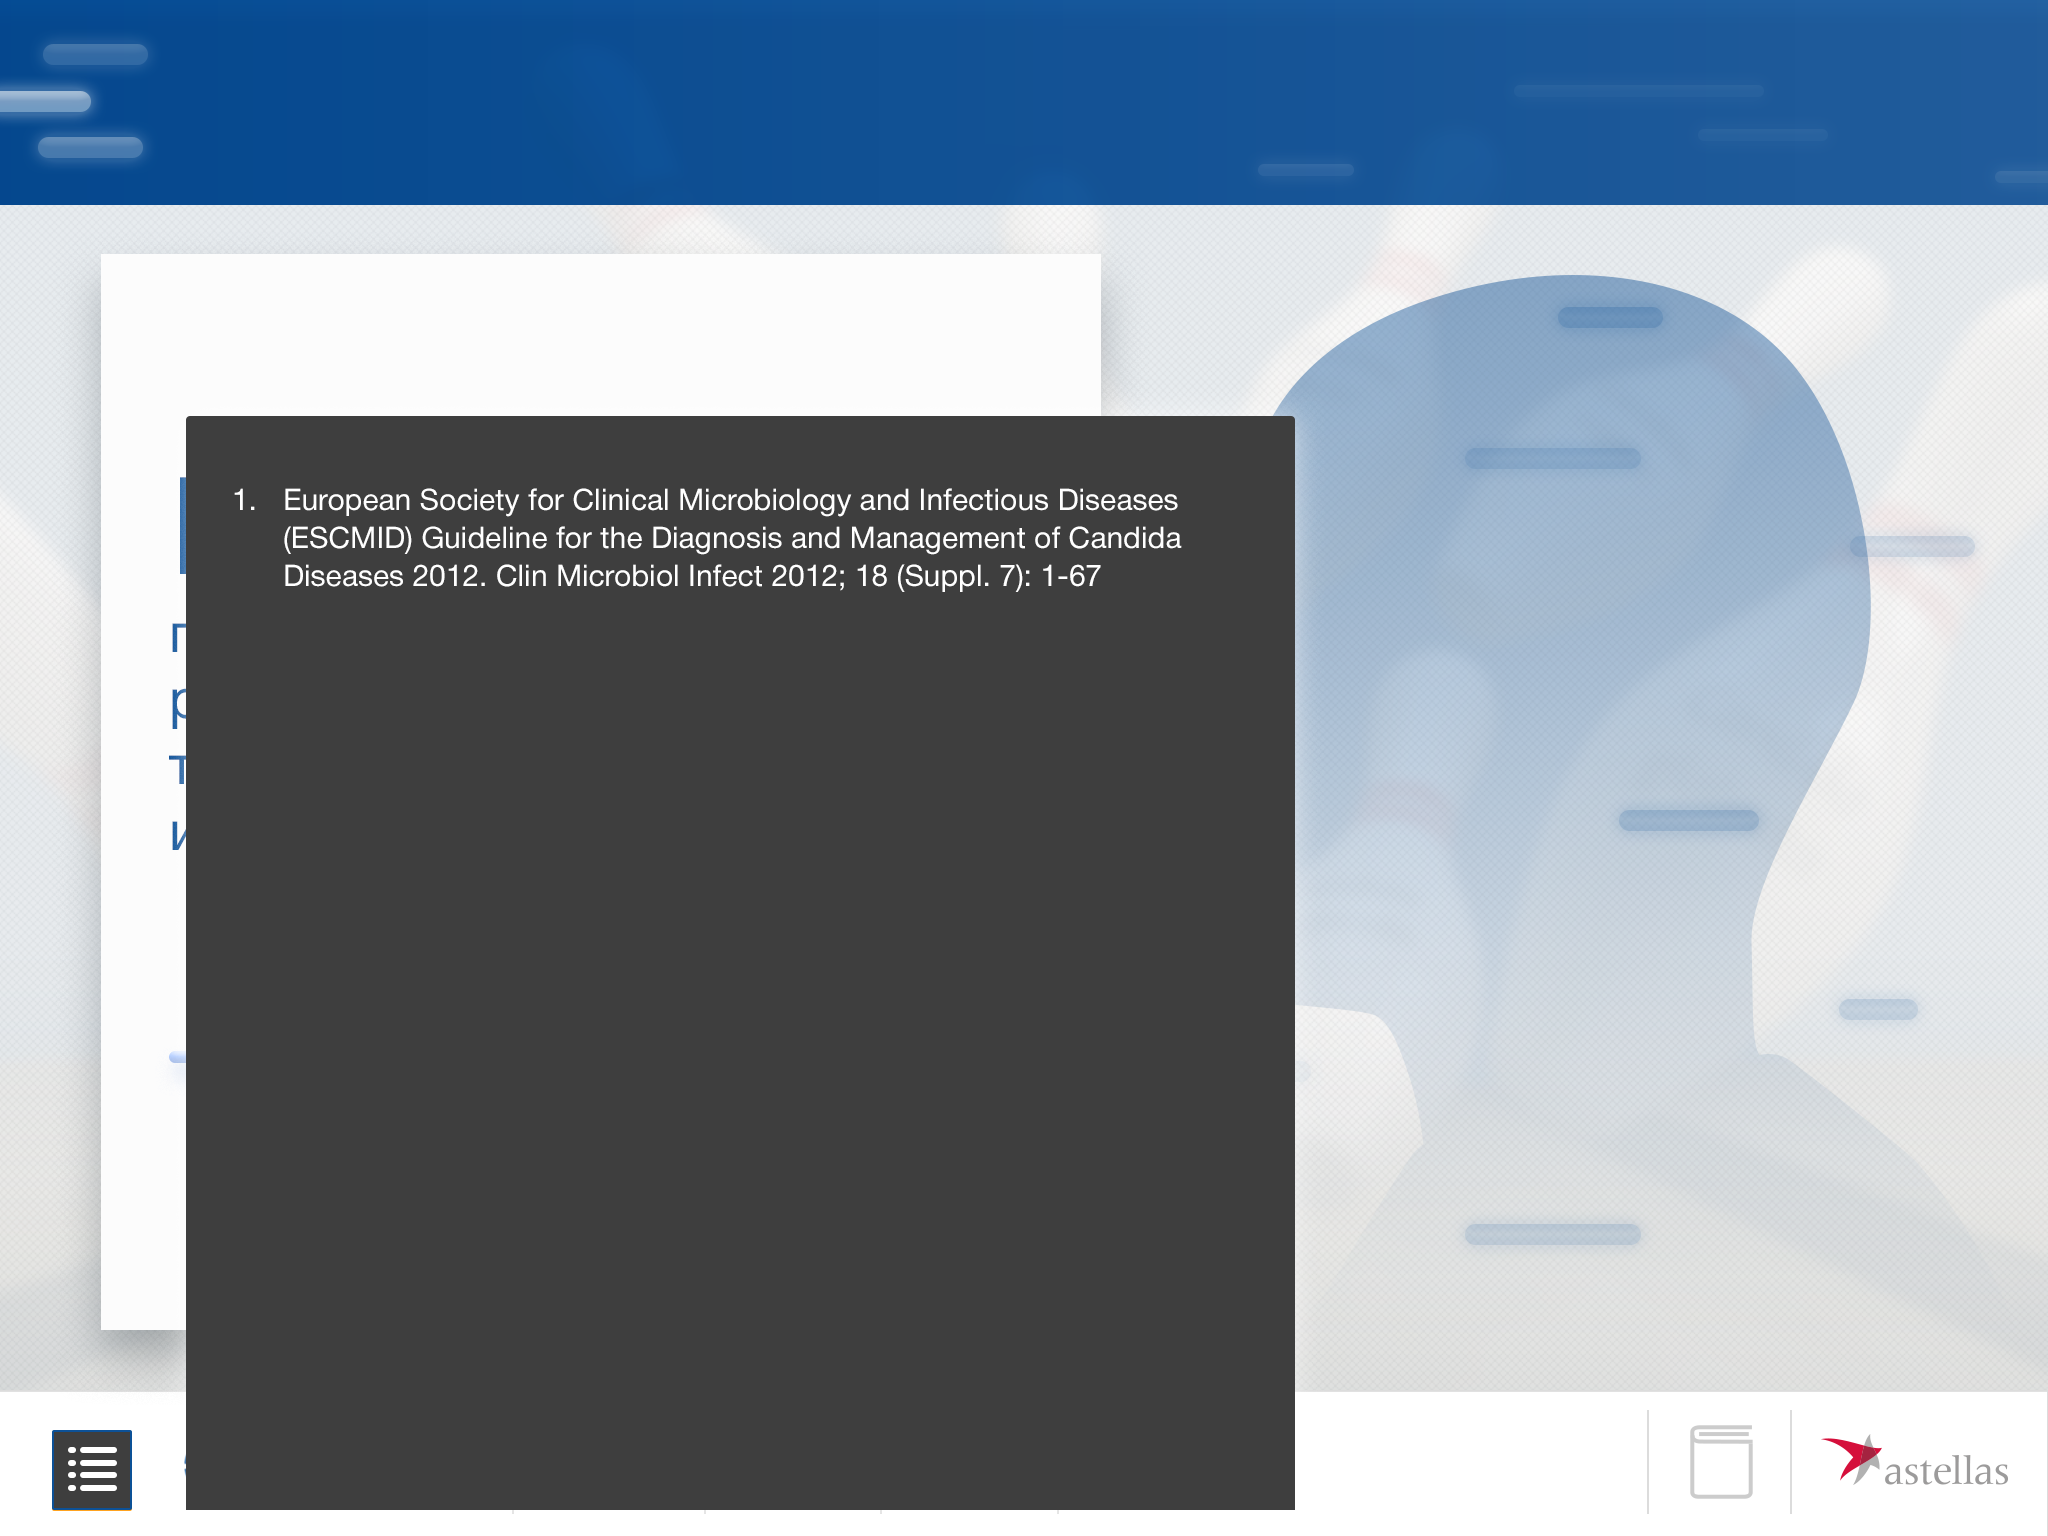 1. European Society for Clinical Microbiology and Infectious Diseases
(ESCMID) Guideline for the Diagnosis and Management of Candida
Diseases 2012. Clin Microbiol Infect 2012; 18 (Suppl. 7): 1-67
astellas